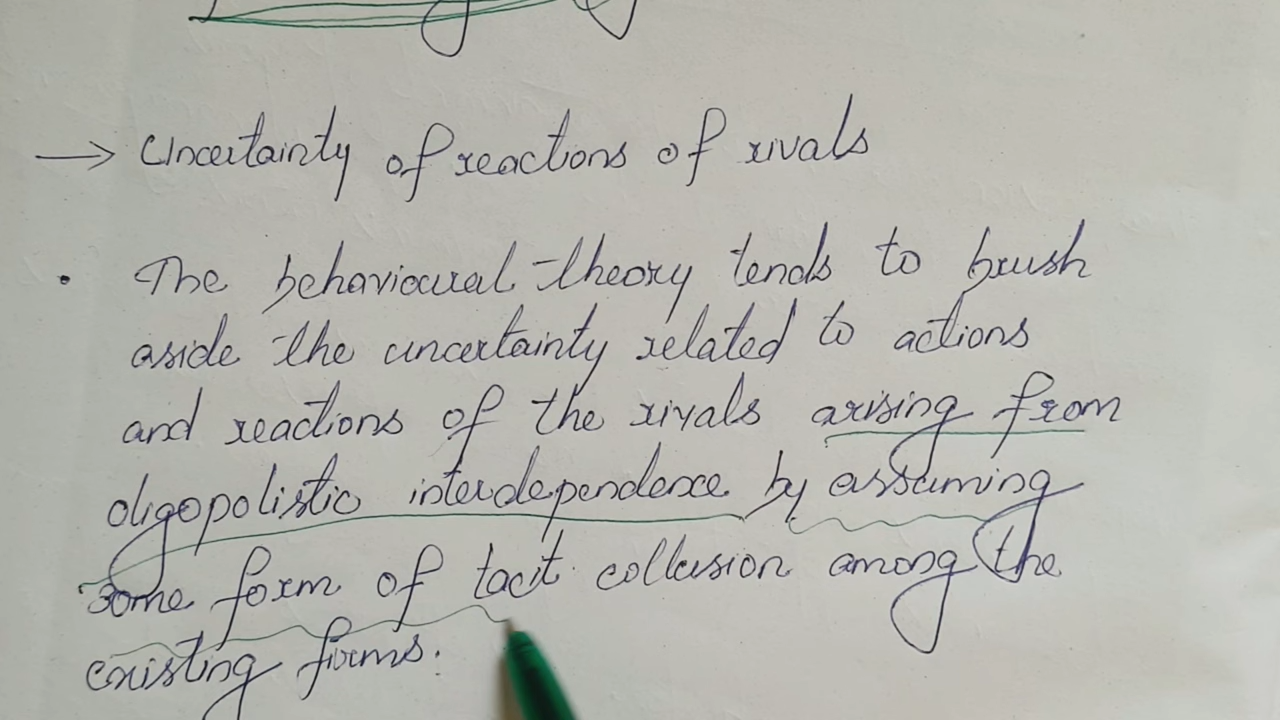 → Uncertainty of reactions of rivals
• The behavioural theory tends to brush
aside the uncertainty related to actions
and reactions of the rivals arising from
oligopolistic interdependence by assuming
some form of tacit collusion among the
existing firms.